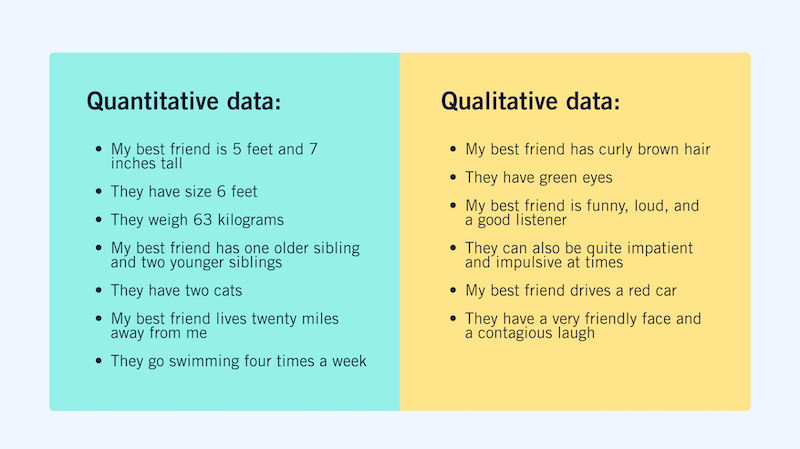 Quantitative data:
• My best friend is 5 feet and 7
inches tall
• They have size 6 feet
• They weigh 63 kilograms
• My best friend has one older sibling
and two younger siblings
• They have two cats
• My best friend lives twenty miles
away from me
• They go swimming four times a week
Qualitative data:
• My best friend has curly brown hair
• They have green eyes
• My best friend is funny, loud, and
a good listener
• They can also be quite impatient
and impulsive at times
• My best friend drives a red car
• They have a very friendly face and
a contagious laugh